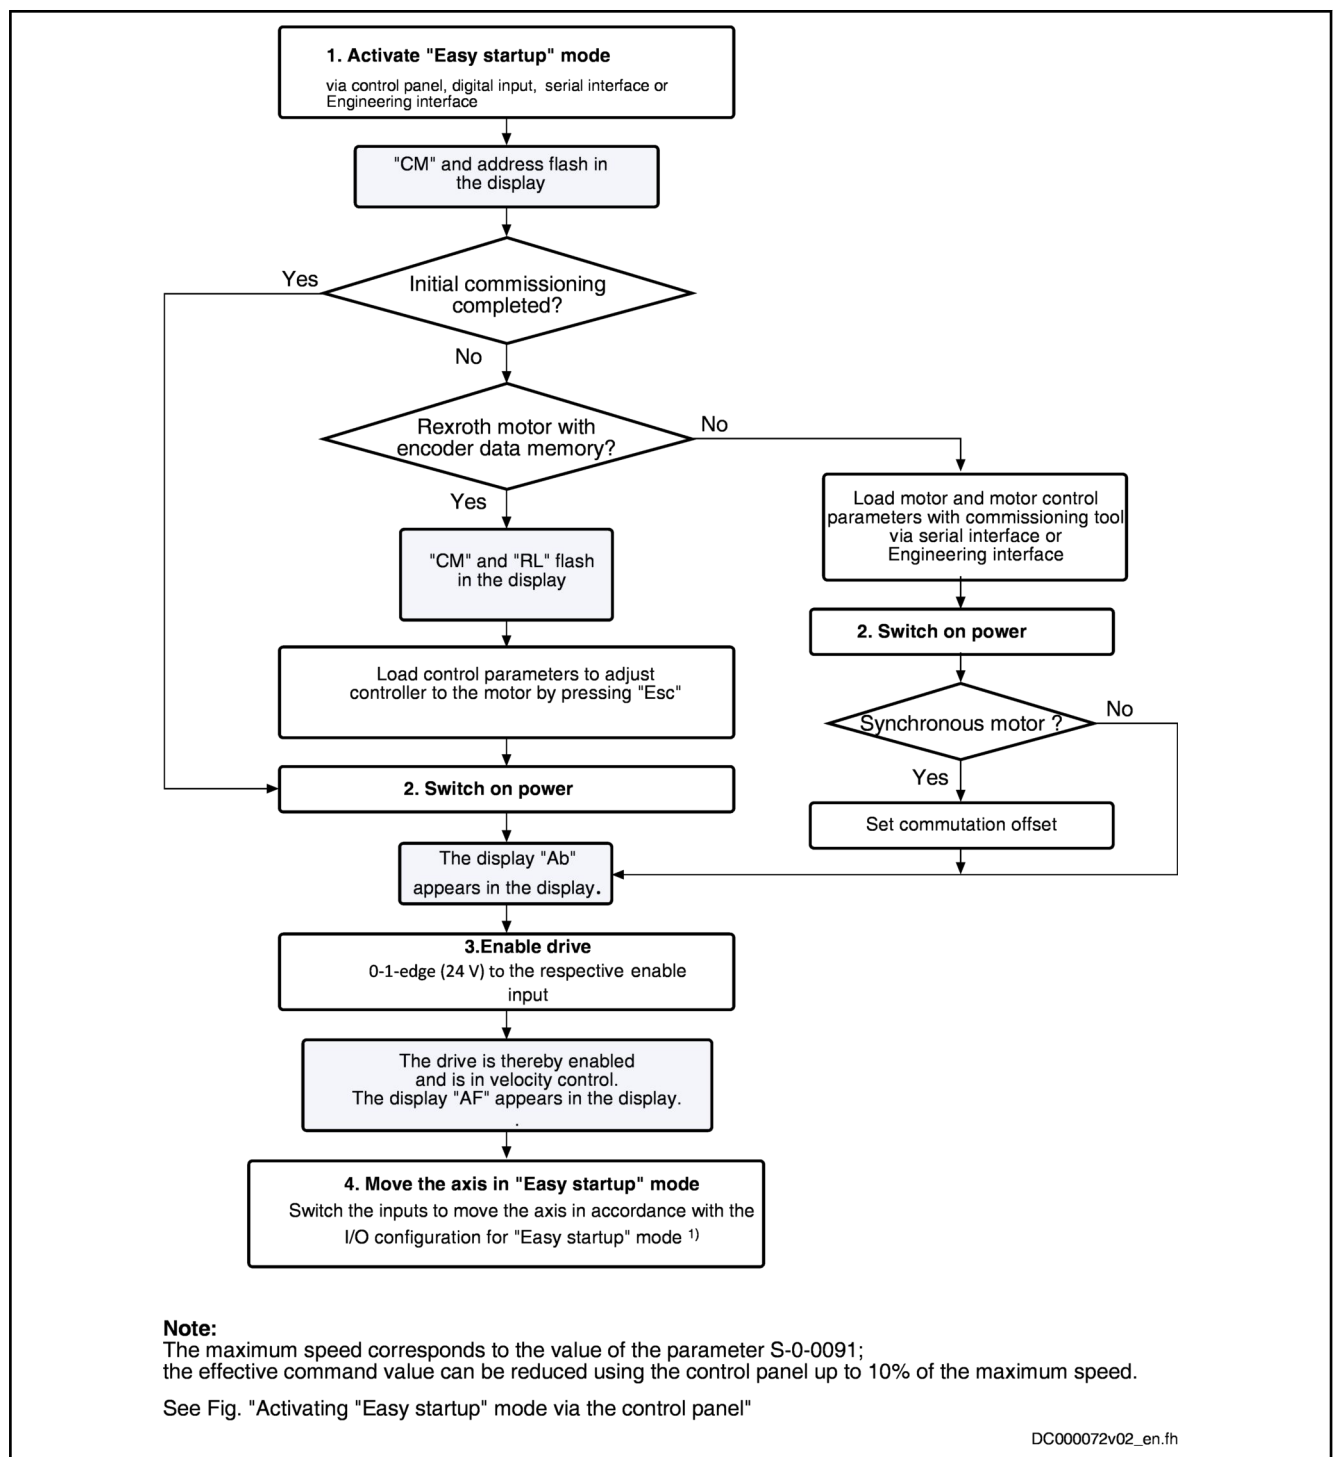 1. Activate "Easy startup" mode
via control panel, digital input, serial interface or
Engineering interface
"CM" and address flash in
the display
Yes
Initial commissioning
completed?
No
Rexroth motor with
encoder data memory?
No
Yes
Load motor and motor control
parameters with commissioning tool
via serial interface or
Engineering interface
"CM" and "RL" flash
in the display
2. Switch on power
Load control parameters to adjust
controller to the motor by pressing "Esc"
Synchronous motor ?
No
Yes
2. Switch on power
Set commutation offset
The display "Ab"
appears in the display.
3.Enable drive
0-1-edge (24 V) to the respective enable
input
The drive is thereby enabled
and is in velocity control.
The display "AF" appears in the display.
.
4. Move the axis in "Easy startup" mode
Switch the inputs to move the axis in accordance with the
I/O configuration for "Easy startup" mode 1)
Note:
The maximum speed corresponds to the value of the parameter S-0-0091;
the effective command value can be reduced using the control panel up to 10% of the maximum speed.
See Fig. "Activating "Easy startup" mode via the control panel"
DC000072v02_en.fh